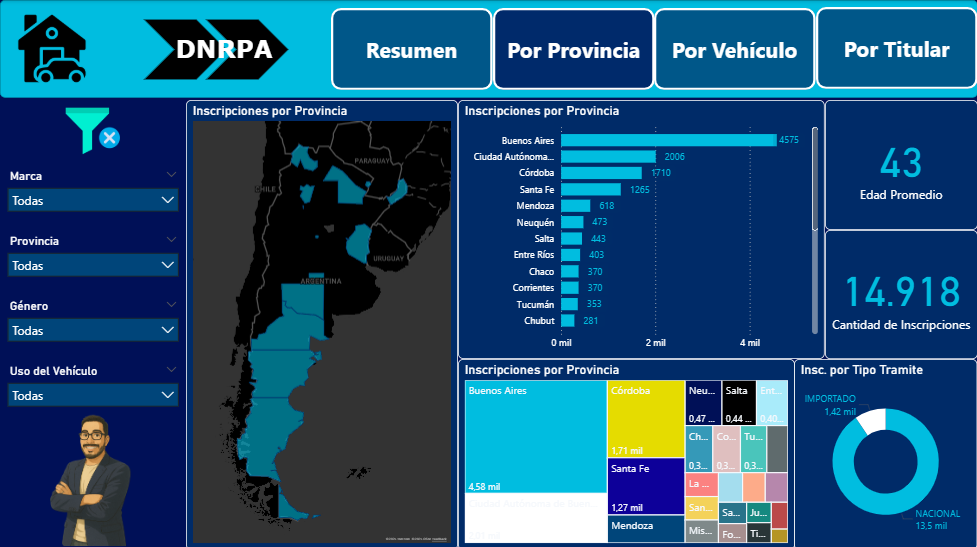 DNRPA
Resumen
Por Provincia
Por Vehículo
Por Titular
Marca
Todas
Provincia
Todas
Género
Todas
Uso del Vehículo
Todas
Inscripciones por Provincia
PARAGUAY
CHILE
URUGUAY
ARGENTINA
Inscripciones por Provincia
Buenos Aires 4575
Ciudad Autónoma... 2006
Córdoba 1710
Santa Fe 1265
Mendoza 618
Neuquén 473
Salta 443
Entre Ríos 403
Chaco 370
Corrientes 370
Tucumán 353
Chubut 281
0 mil 2 mil 4 mil
43
Edad Promedio
14.918
Cantidad de Inscripciones
Inscripciones por Provincia
Buenos Aires
4,58 mil
Córdoba
1,71 mil
Santa Fe
1,27 mil
Mendoza
Neu...
0,47 ...
Salta
0,44 ...
Ent...
0,40...
Ch...
0,3...
Co...
0,3...
Tu...
0,3...
La ...
San...
Mis...
Sa...
Ju...
Fo...
Ti...
Insc. por Tipo Tramite
IMPORTADO
1,42 mil
NACIONAL
13,5 mil